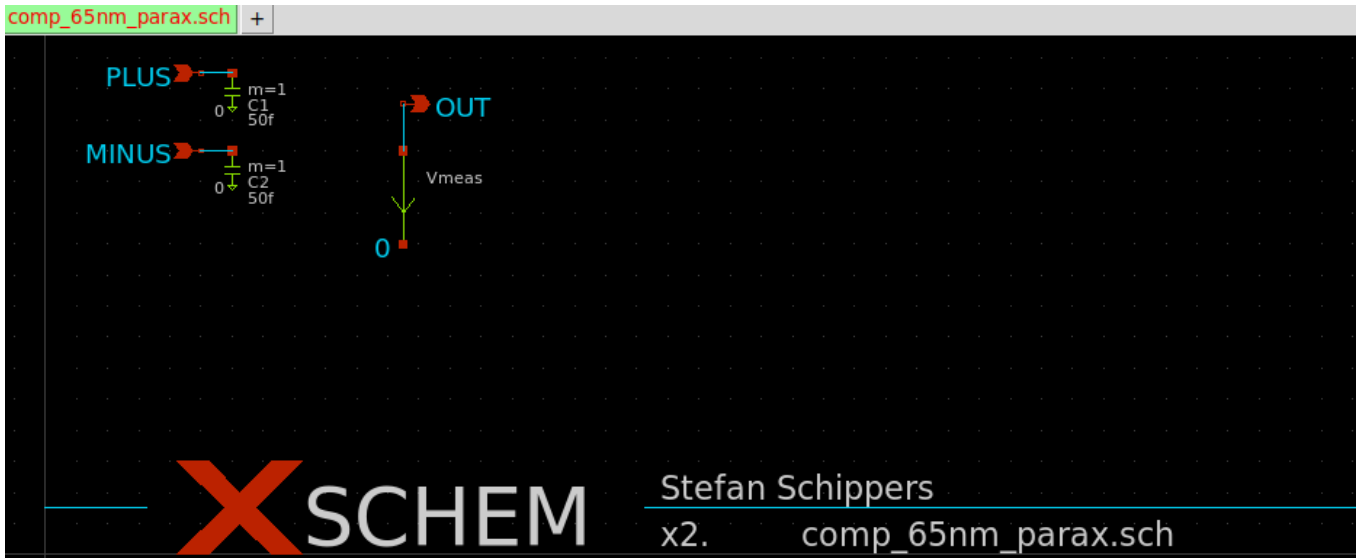 comp_65nm_parax.sch +
PLUS
m=1
0 C1
50f
OUT
MINUS
m=1
0 C2
50f
Vmeas
0
XSCHEM
Stefan Schippers
x2. comp_65nm_parax.sch